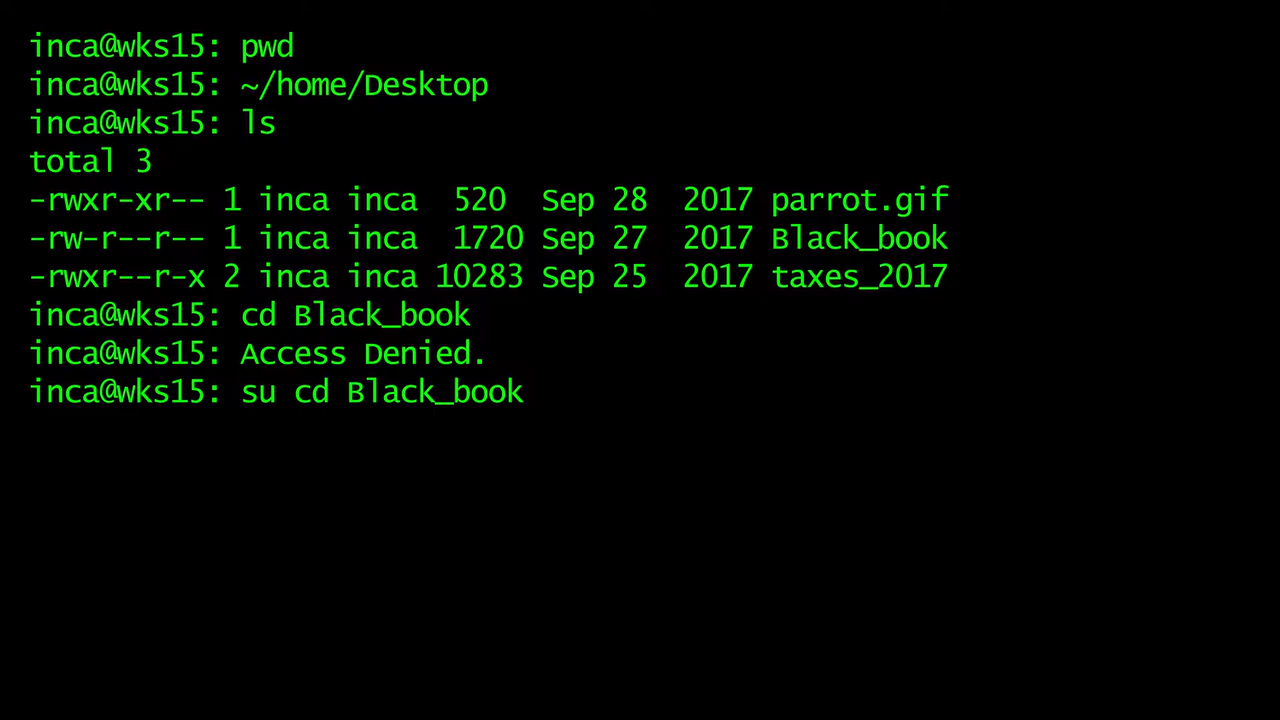 inca@wks15: pwd
inca@wks15: ~/home/Desktop
inca@wks15: ls
total 3
-rwxr-xr-- 1 inca inca  520  Sep 28  2017 parrot.gif
-rw-r--r-- 1 inca inca  1720 Sep 27  2017 Black_book
-rwxr--r-x 2 inca inca 10283 Sep 25  2017 taxes_2017
inca@wks15: cd Black_book
inca@wks15: Access Denied.
inca@wks15: su cd Black_book